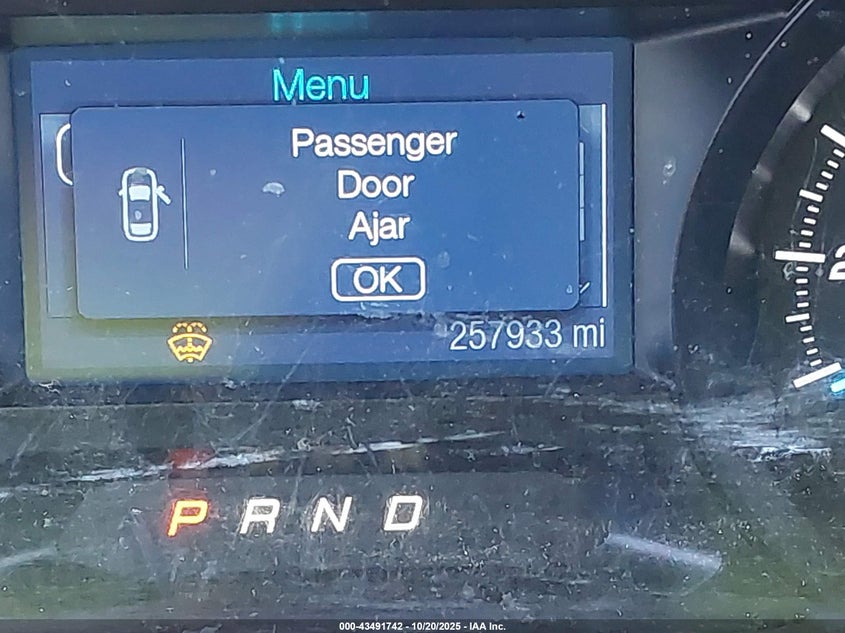 Menu
Passenger
Door
Ajar
OK
257933 mi
P R N D
000-43491742 - 10/20/2025 - IAA Inc.